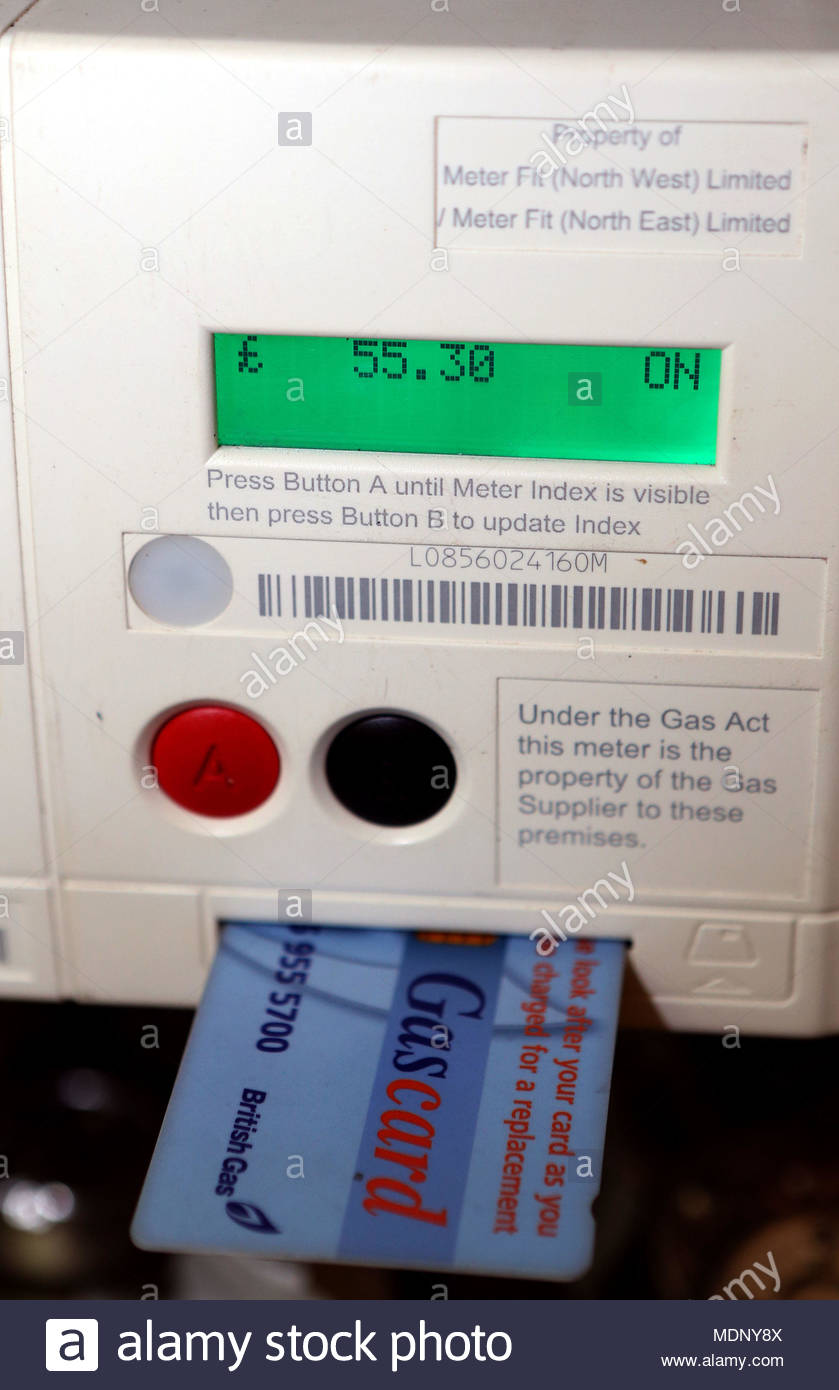 Property of
Meter Fit (North West) Limited
/ Meter Fit (North East) Limited
£ 55.30 ON
Press Button A until Meter Index is visible
then press Button B to update Index
L0856024160M
A
Under the Gas Act
this meter is the
property of the Gas
Supplier to these
premises.
955 5700
British Gas
Gascard
look after your card as you
charged for a replacement
alamy
a alamy stock photo
MDNY8X
www.alamy.com